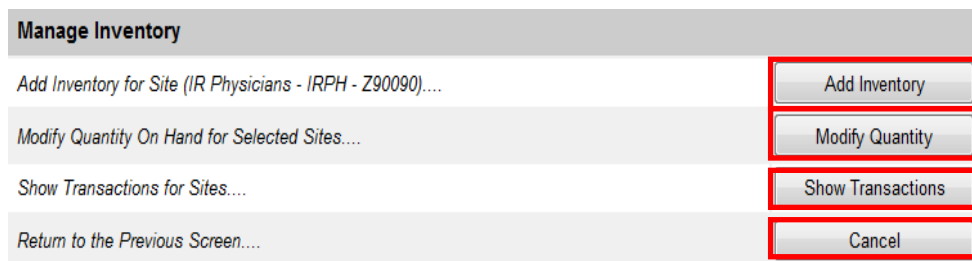 Manage Inventory
Add Inventory for Site (IR Physicians - IRPH - Z90090).... Add Inventory
Modify Quantity On Hand for Selected Sites.... Modify Quantity
Show Transactions for Sites.... Show Transactions
Return to the Previous Screen.... Cancel